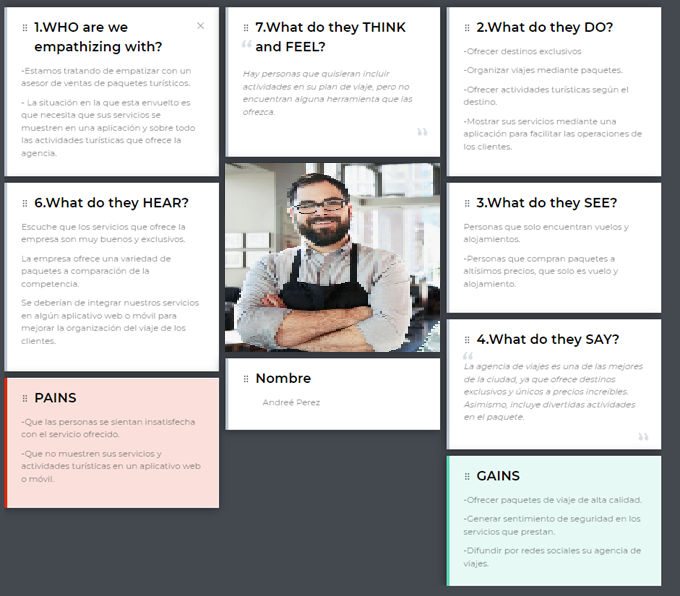 1.WHO are we
empathizing with?
-Estamos tratando de empatizar con un
asesor de ventas de paquetes turísticos.
- La situación en la que esta envuelto es
que necesita que sus servicios se
muestren en una aplicación y sobre todo
las actividades turísticas que ofrece la
agencia.
7.What do they THINK
and FEEL?
Hay personas que quisieran incluir
actividades en su plan de viaje, pero no
encuentran alguna herramienta que las
ofrezca.
2.What do they DO?
-Ofrecer destinos exclusivos
-Organizar viajes mediante paquetes.
-Ofrecer actividades turísticas según el
destino.
-Mostrar sus servicios mediante una
aplicación para facilitar las operaciones de
los clientes.
6.What do they HEAR?
Escuche que los servicios que ofrece la
empresa son muy buenos y exclusivos.
La empresa ofrece una variedad de
paquetes a comparación de la
competencia.
Se deberían de integrar nuestros servicios
en algún aplicativo web o móvil para
mejorar la organización del viaje de los
clientes.
3.What do they SEE?
Personas que solo encuentran vuelos y
alojamientos.
-Personas que compran paquetes a
altísimos precios, que solo es vuelo y
alojamiento.
4.What do they SAY?
La agencia de viajes es una de las mejores
de la ciudad, ya que ofrece destinos
exclusivos y únicos a precios increíbles.
Asimismo, incluye divertidas actividades
en el paquete.
Nombre
Andreé Perez
PAINS
-Que las personas se sientan insatisfecha
con el servicio ofrecido.
-Que no muestren sus servicios y
actividades turísticas en un aplicativo web
o móvil.
GAINS
-Ofrecer paquetes de viaje de alta calidad.
-Generar sentimiento de seguridad en los
servicios que prestan.
-Difundir por redes sociales su agencia de
viajes.